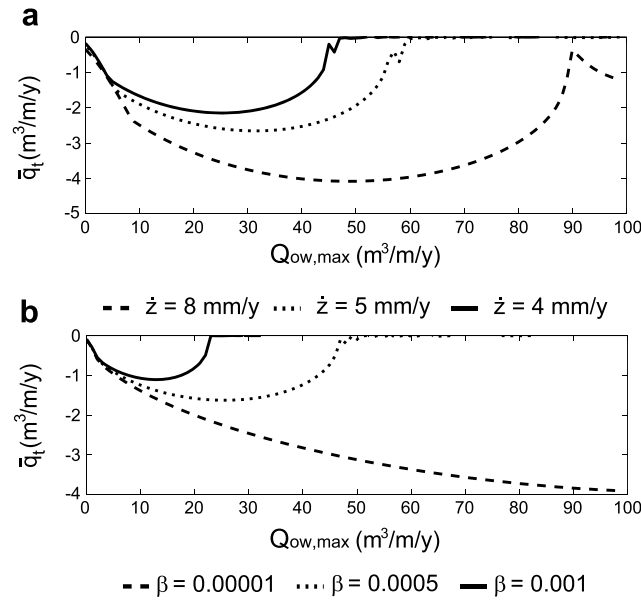 a
0
-1
-2
-3
-4
-5
q̄t (m³/m/y)
0 10 20 30 40 50 60 70 80 90 100
Qow,max (m³/m/y)
ż = 8 mm/y ż = 5 mm/y ż = 4 mm/y
b
0
-1
-2
-3
-4
q̄t (m³/m/y)
0 10 20 30 40 50 60 70 80 90 100
Qow,max (m³/m/y)
β = 0.00001 β = 0.0005 β = 0.001